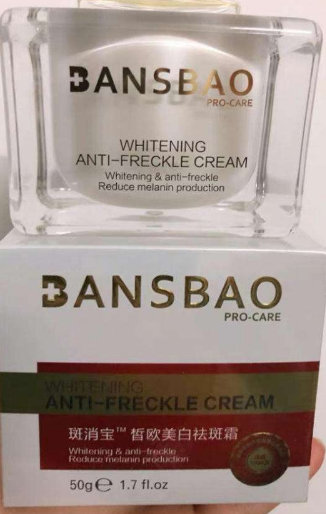 BANSBAO
PRO-CARE
WHITENING
ANTI-FRECKLE CREAM
Whitening & anti-freckle
Reduce melanin production
BANSBAO
PRO-CARE
WHITENING
ANTI-FRECKLE CREAM
斑消宝™ 皙欧美白祛斑霜
Whitening & anti-freckle
Reduce melanin production
50g℮ 1.7 fl.oz